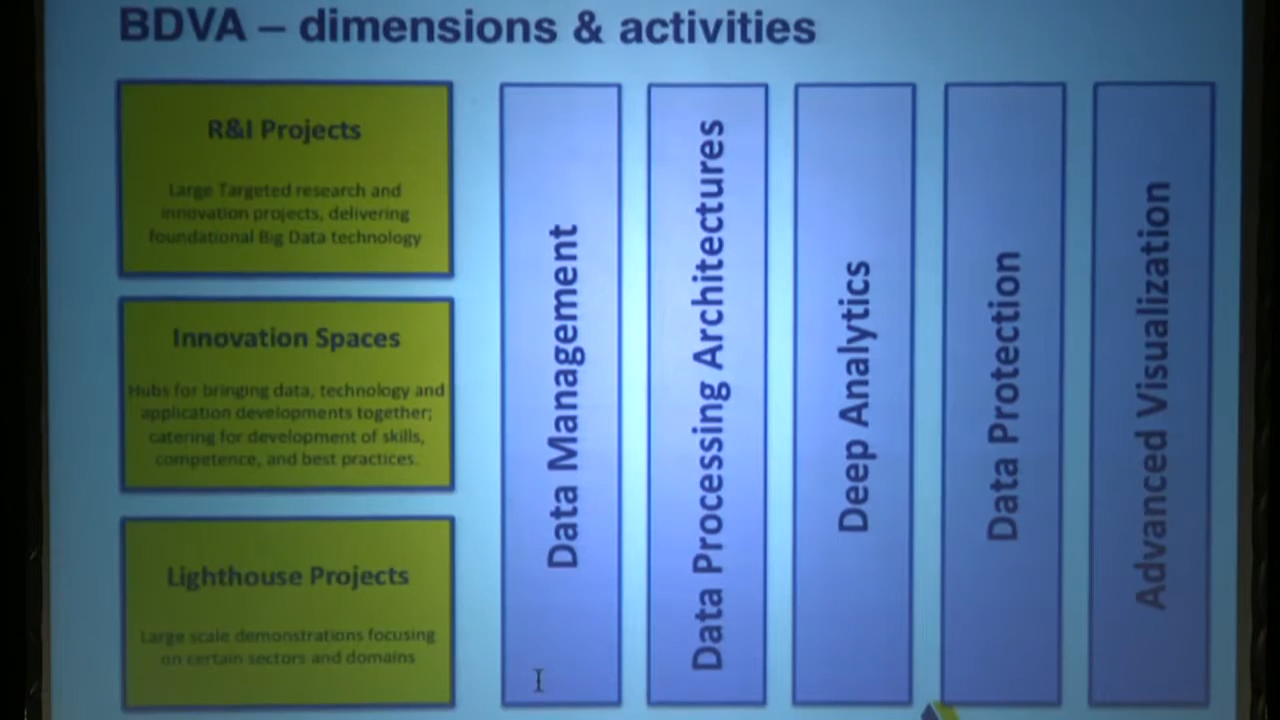 BDVA – dimensions & activities
R&I Projects
Large Targeted research and
innovation projects, delivering
foundational Big Data technology
Innovation Spaces
Hubs for bringing data, technology and
application developments together;
catering for development of skills,
competence, and best practices.
Lighthouse Projects
Large scale demonstrations focusing
on certain sectors and domains
Data Management
Data Processing Architectures
Deep Analytics
Data Protection
Advanced Visualization